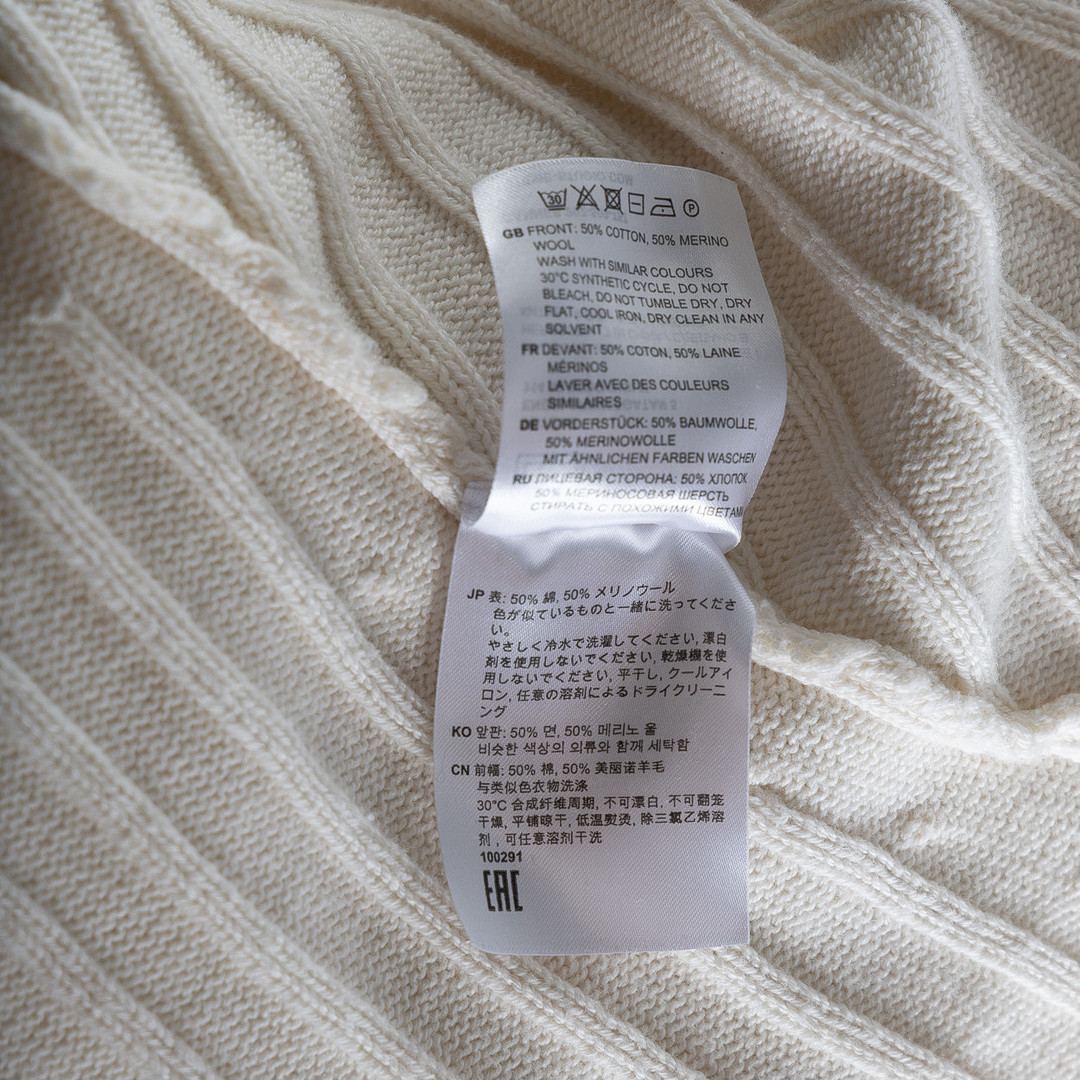 30 P
GB FRONT: 50% COTTON, 50% MERINO
WOOL
WASH WITH SIMILAR COLOURS
30°C SYNTHETIC CYCLE, DO NOT
BLEACH, DO NOT TUMBLE DRY, DRY
FLAT, COOL IRON, DRY CLEAN IN ANY
SOLVENT
FR DEVANT: 50% COTON, 50% LAINE
MÉRINOS
LAVER AVEC DES COULEURS
SIMILAIRES
DE VORDERSTÜCK: 50% BAUMWOLLE,
50% MERINOWOLLE
MIT ÄHNLICHEN FARBEN WASCHEN
RU ЛИЦЕВАЯ СТОРОНА: 50% ХЛОПОК
50% МЕРИНОСОВАЯ ШЕРСТЬ
СТИРАТЬ С ПОХОЖИМИ ЦВЕТАМИ
JP 表: 50% 綿, 50% メリノウール
色が似ているものと一緒に洗ってくださ
い。
やさしく冷水で洗濯してください, 漂白
剤を使用しないでください, 乾燥機を使
用しないでください, 平干し, クールアイ
ロン, 任意の溶剤によるドライクリーニ
ング
KO 앞판: 50% 면, 50% 메리노 울
비슷한 색상의 의류와 함께 세탁함
CN 前幅: 50% 棉, 50% 美丽诺羊毛
与类似色衣物洗涤
30°C 合成纤维周期, 不可漂白, 不可翻笼
干燥, 平铺晾干, 低温熨烫, 除三氯乙烯溶
剂 , 可任意溶剂干洗
100291
EAC